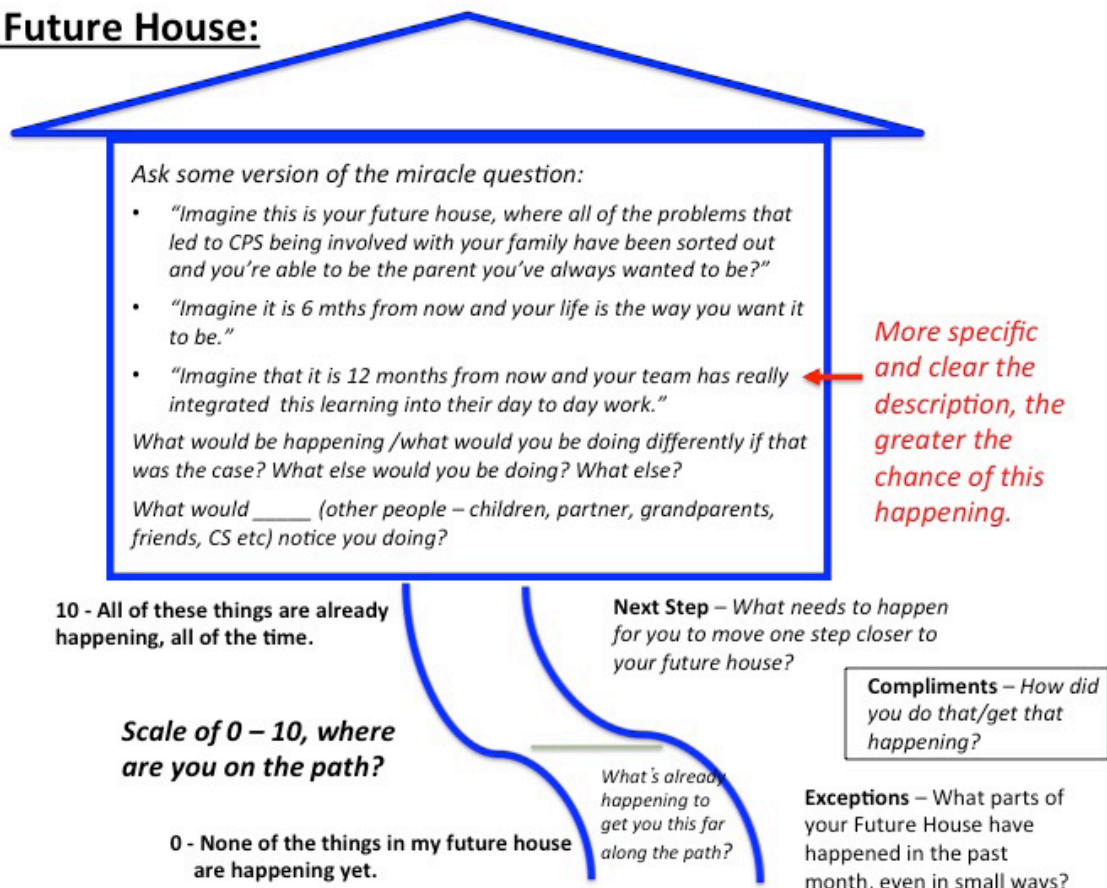 Future House:
Ask some version of the miracle question:
• “Imagine this is your future house, where all of the problems that
led to CPS being involved with your family have been sorted out
and you’re able to be the parent you’ve always wanted to be?”
• “Imagine it is 6 mths from now and your life is the way you want it
to be.”
• “Imagine that it is 12 months from now and your team has really
integrated this learning into their day to day work.”
What would be happening /what would you be doing differently if that
was the case? What else would you be doing? What else?
What would _____ (other people – children, partner, grandparents,
friends, CS etc) notice you doing?
More specific
and clear the
description, the
greater the
chance of this
happening.
10 - All of these things are already
happening, all of the time.
Next Step – What needs to happen
for you to move one step closer to
your future house?
Compliments – How did
you do that/get that
happening?
Scale of 0 – 10, where
are you on the path?
What’s already
happening to
get you this far
along the path?
Exceptions – What parts of
your Future House have
happened in the past
month, even in small ways?
0 - None of the things in my future house
are happening yet.